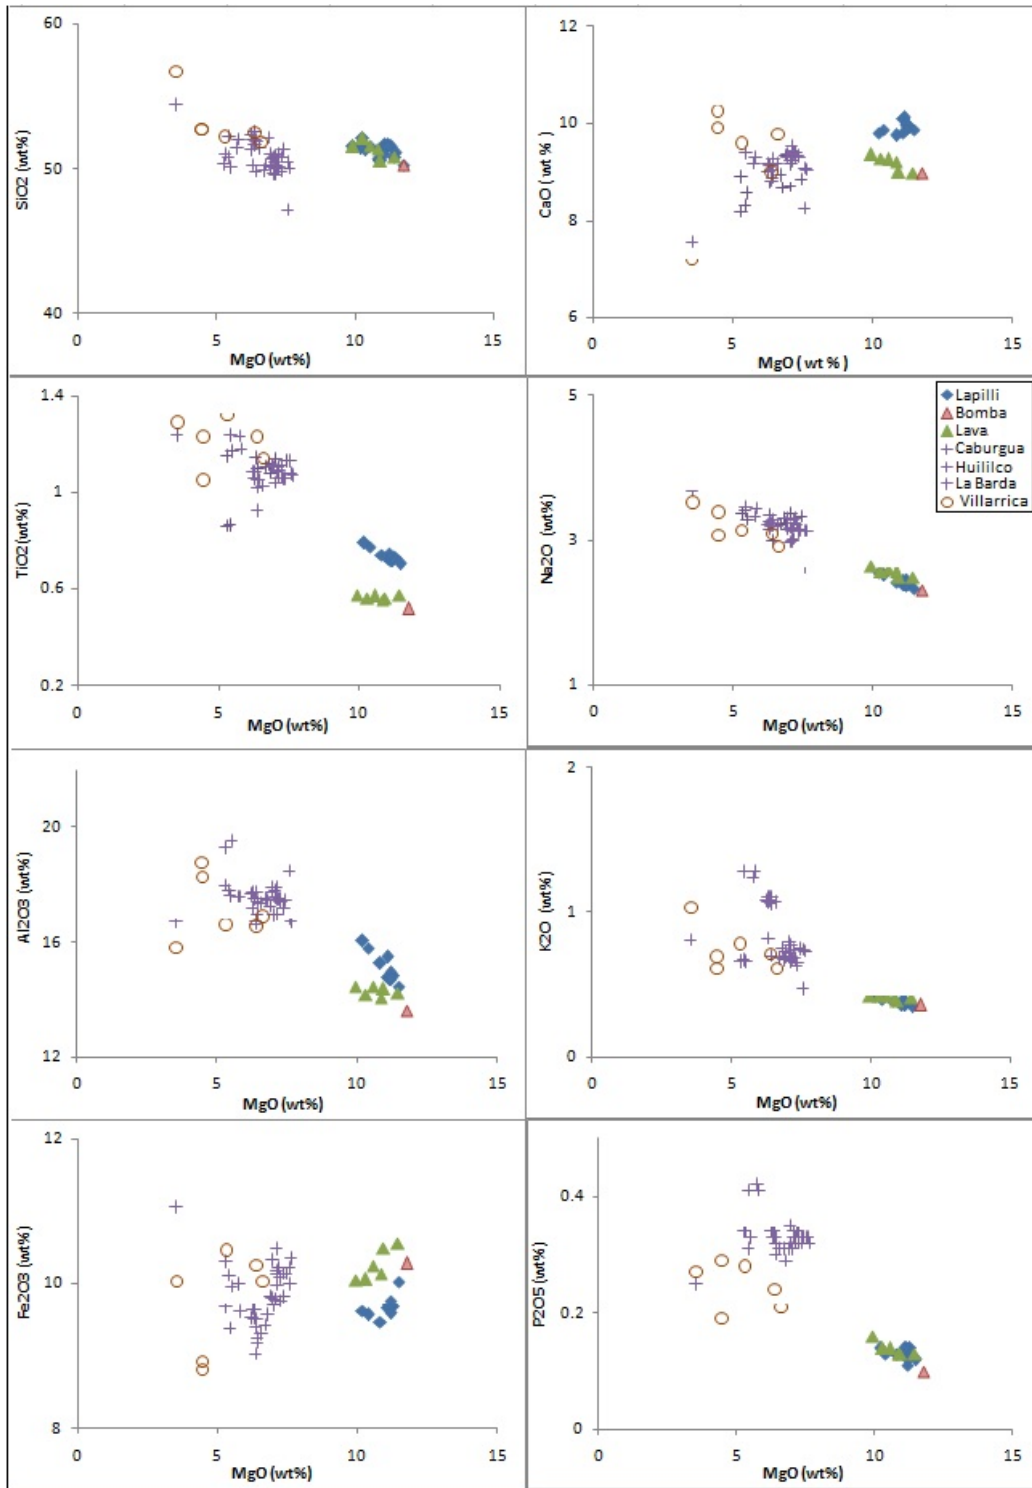 60
50
40
SiO2 (wt%)
0 5 10 15
MgO (wt%)
12
10
8
6
CaO (wt %)
0 5 10 15
MgO ( wt % )
1.4
1
0.6
0.2
TiO2 (wt%)
0 5 10 15
MgO (wt%)
5
3
1
Na2O (wt%)
0 5 10 15
MgO (wt%)
Lapilli
Bomba
Lava
Caburgua
Huililco
La Barda
Villarrica
20
16
12
Al2O3 (wt%)
0 5 10 15
MgO (wt%)
2
1
0
K2O (wt%)
0 5 10 15
MgO (wt%)
12
10
8
Fe2O3 (wt%)
0 5 10 15
MgO (wt%)
0.4
0.2
0
P2O5 (wt%)
0 5 10 15
MgO (wt%)